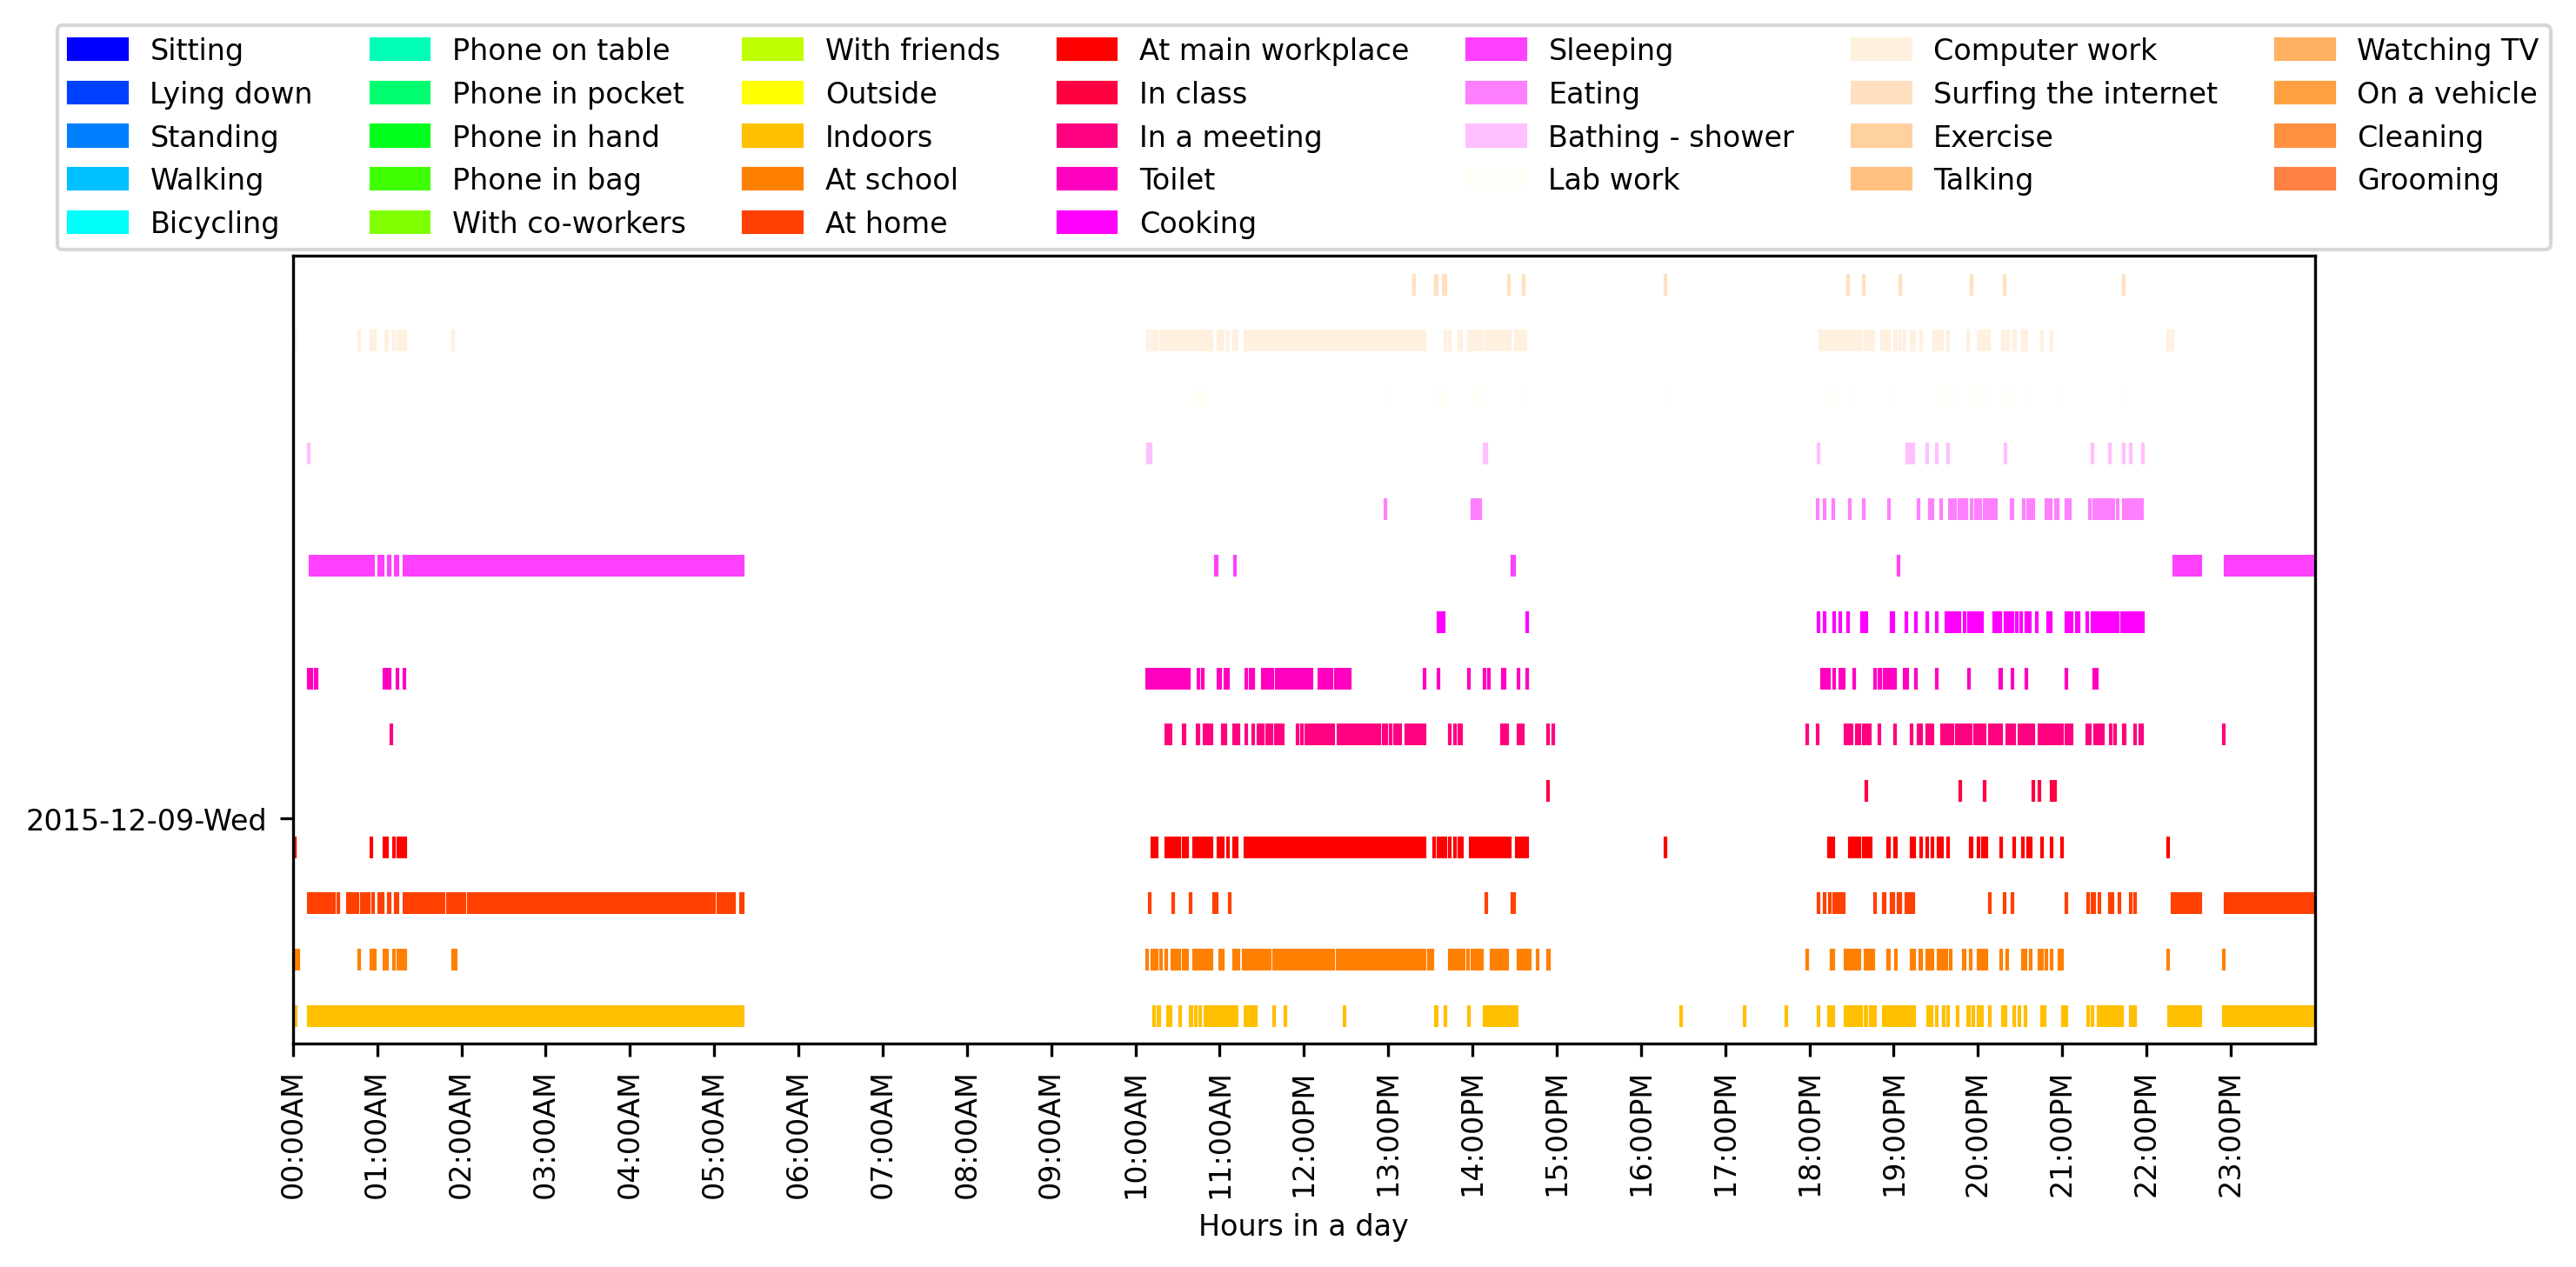 Sitting
Lying down
Standing
Walking
Bicycling
Phone on table
Phone in pocket
Phone in hand
Phone in bag
With co-workers
With friends
Outside
Indoors
At school
At home
At main workplace
In class
In a meeting
Toilet
Cooking
Sleeping
Eating
Bathing - shower
Lab work
Computer work
Surfing the internet
Exercise
Talking
Watching TV
On a vehicle
Cleaning
Grooming
2015-12-09-Wed
00:00AM
01:00AM
02:00AM
03:00AM
04:00AM
05:00AM
06:00AM
07:00AM
08:00AM
09:00AM
10:00AM
11:00AM
12:00PM
13:00PM
14:00PM
15:00PM
16:00PM
17:00PM
18:00PM
19:00PM
20:00PM
21:00PM
22:00PM
23:00PM
Hours in a day